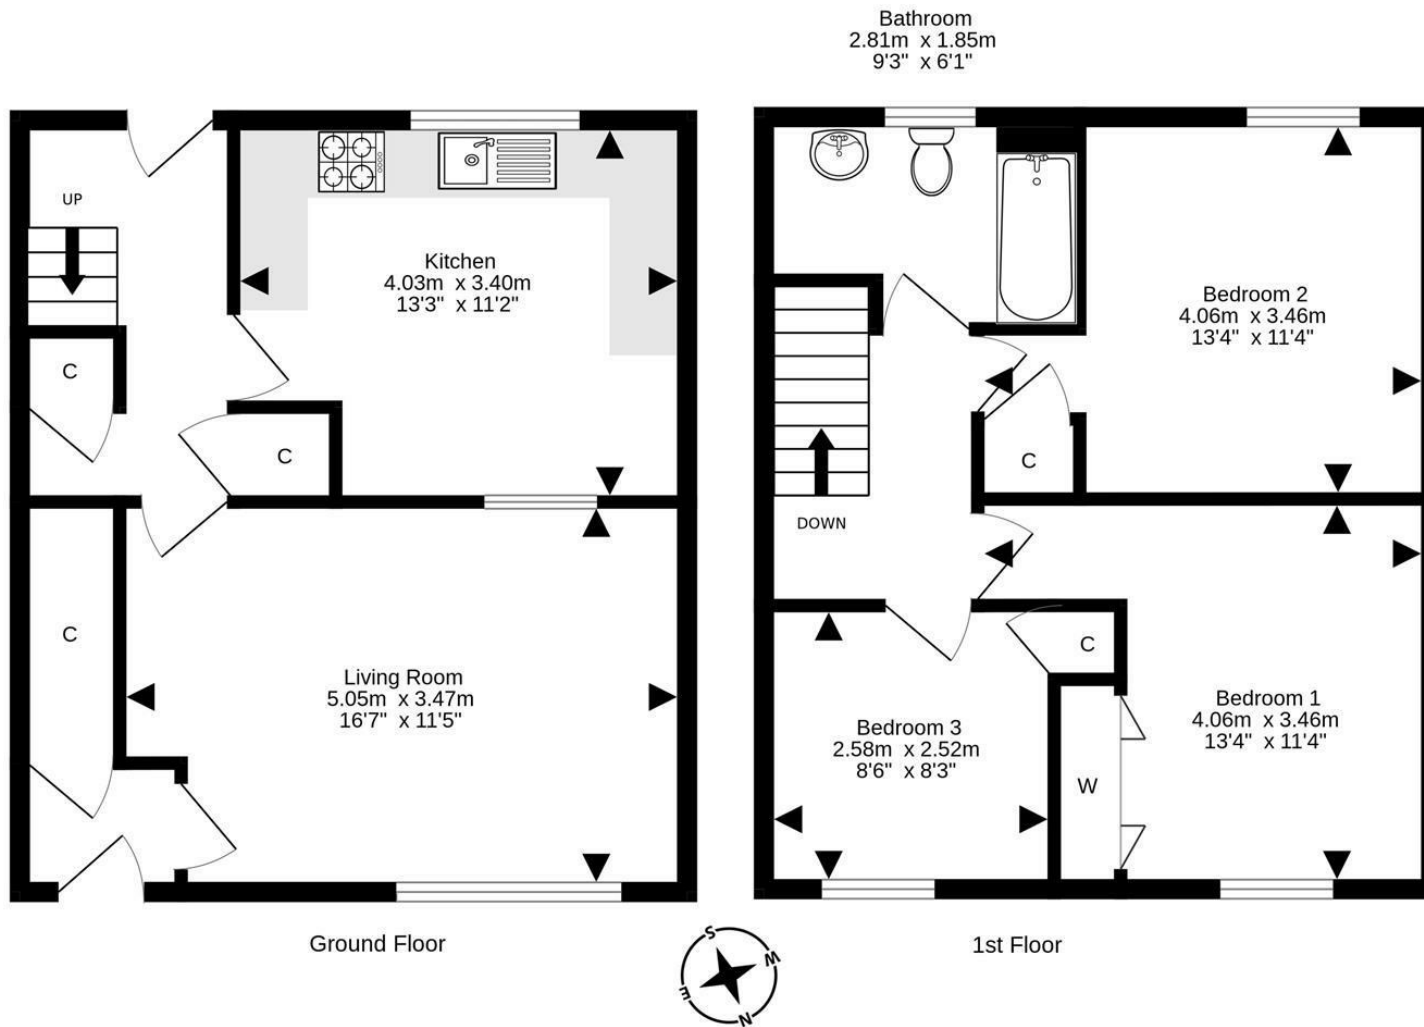 Bathroom
2.81m x 1.85m
9'3" x 6'1"
UP
Kitchen
4.03m x 3.40m
13'3" x 11'2"
C
C
C
Living Room
5.05m x 3.47m
16'7" x 11'5"
Ground Floor
Bedroom 2
4.06m x 3.46m
13'4" x 11'4"
C
DOWN
C
Bedroom 1
4.06m x 3.46m
13'4" x 11'4"
Bedroom 3
2.58m x 2.52m
8'6" x 8'3"
W
1st Floor
S
W
E
N